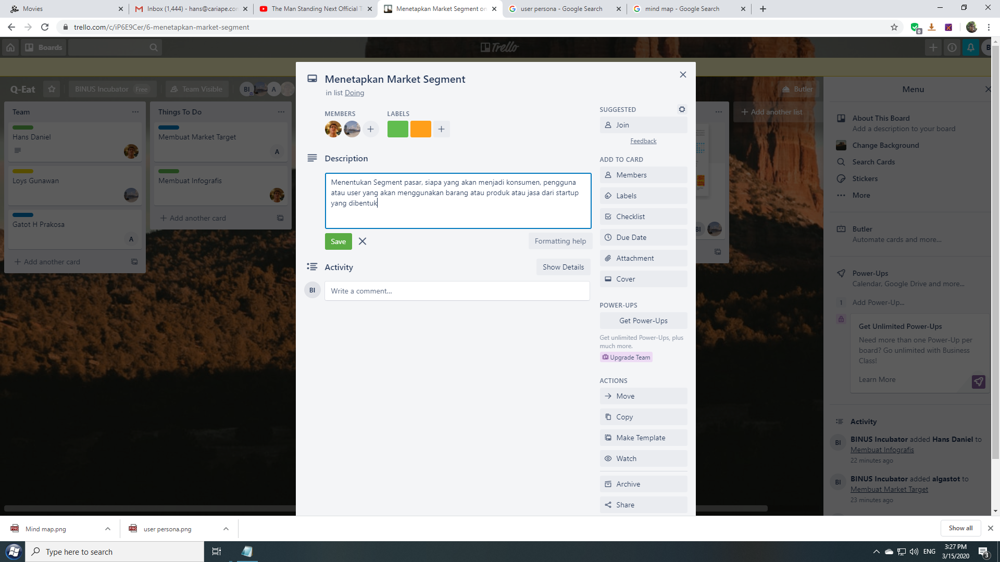 Movies
Inbox (1,444) - hans@cariape.con
The Man Standing Next Official T
Menetapkan Market Segment on
user persona - Google Search
mind map - Google Search
trello.com/c/iP6E9Cer/6-menetapkan-market-segment
0
Boards
Trello
B
Q-Eat
BINUS Incubator Free
Team Visible
BI
A
Butler
Team
Hans Daniel
Loys Gunawan
Gatot H Prakosa
A
Add another card
Things To Do
Membuat Market Target
A
Membuat Infografis
Add another card
Menetapkan Market Segment
in list Doing
MEMBERS
LABELS
Description
Menentukan Segment pasar, siapa yang akan menjadi konsumen, pengguna
atau user yang akan menggunakan barang atau produk atau jasa dari startup
yang dibentuk
Save
Formatting help
Activity
Show Details
BI
Write a comment...
SUGGESTED
Join
Feedback
ADD TO CARD
Members
Labels
Checklist
Due Date
Attachment
Cover
POWER-UPS
Get Power-Ups
Get unlimited Power-Ups, plus
much more.
Upgrade Team
ACTIONS
Move
Copy
Make Template
Watch
Archive
Share
BI
Add another list
Menu
About This Board
Add a description to your board
Change Background
Search Cards
Stickers
More
Butler
Automate cards and more...
Power-Ups
Calendar, Google Drive and more...
1 Add Power-Up...
Get Unlimited Power-Ups
Need more than one Power-Up per
board? Go unlimited with Business
Class!
Learn More
Activity
BI
BINUS Incubator added Hans Daniel to
Membuat Infografis
22 minutes ago
BI
BINUS Incubator added algastot to
Membuat Market Target
23 minutes ago
PNG
Mind map.png
PNG
user persona.png
Show all
Type here to search
ENG
3:27 PM
3/15/2020
3